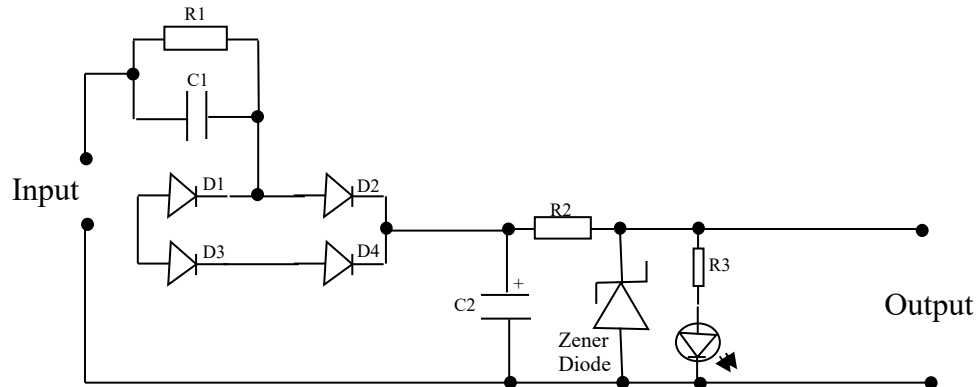 R1
C1
Input
D1
D2
D3
D4
R2
R3
C2
+
Zener
Diode
Output